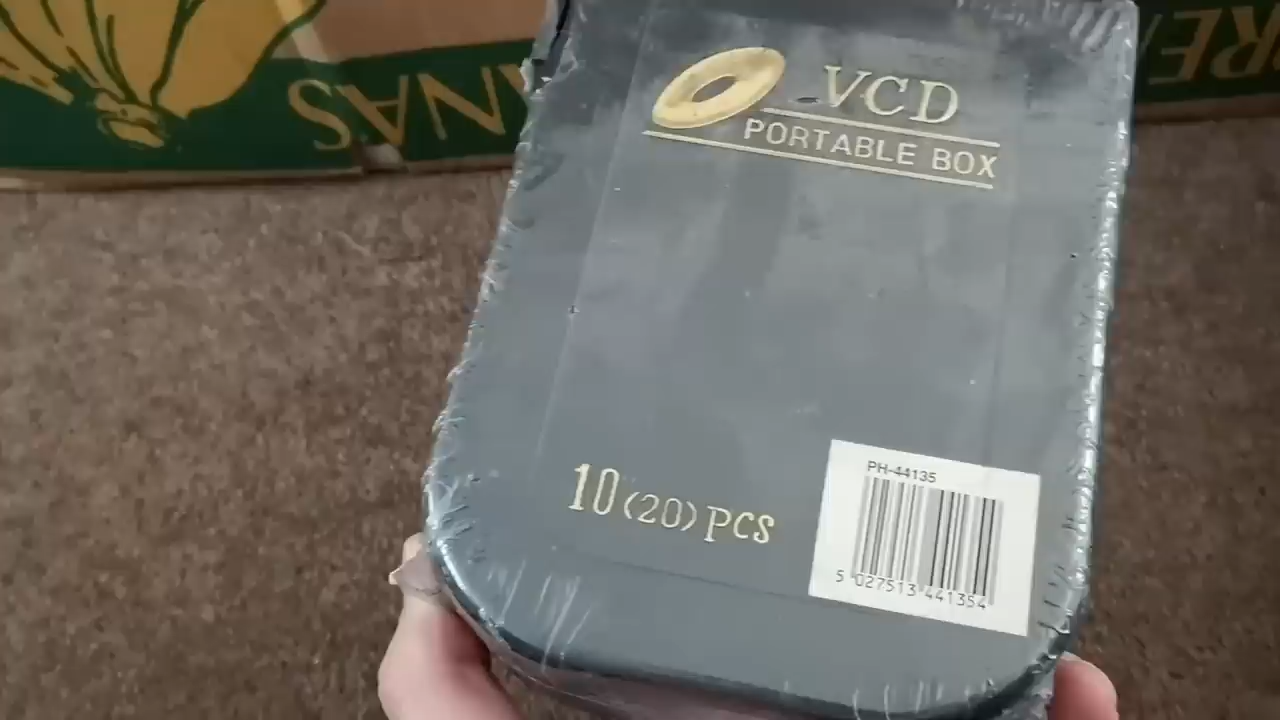 ANAS
VCD
PORTABLE BOX
10(20)PCS
PH-44135
5 027513 441354